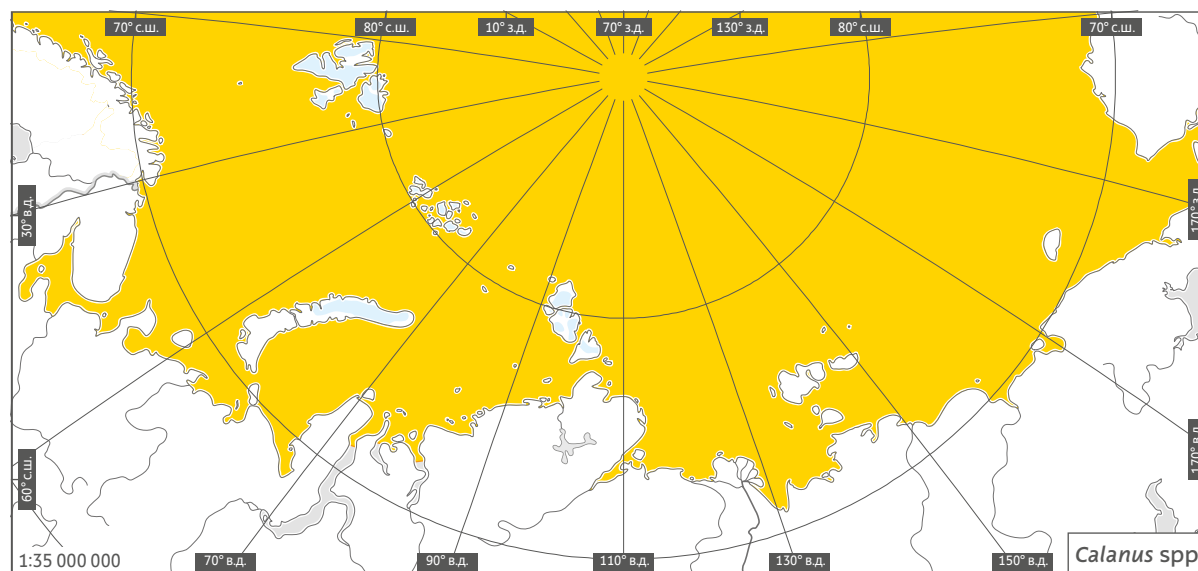 70° с.ш.
80° с.ш.
10° з.д.
70° з.д.
130° з.д.
80° с.ш.
70° с.ш.
30° в.д.
170° з.д.
60° с.ш.
170° в.д.
1:35 000 000
70° в.д.
90° в.д.
110° в.д.
130° в.д.
150° в.д.
Calanus spp